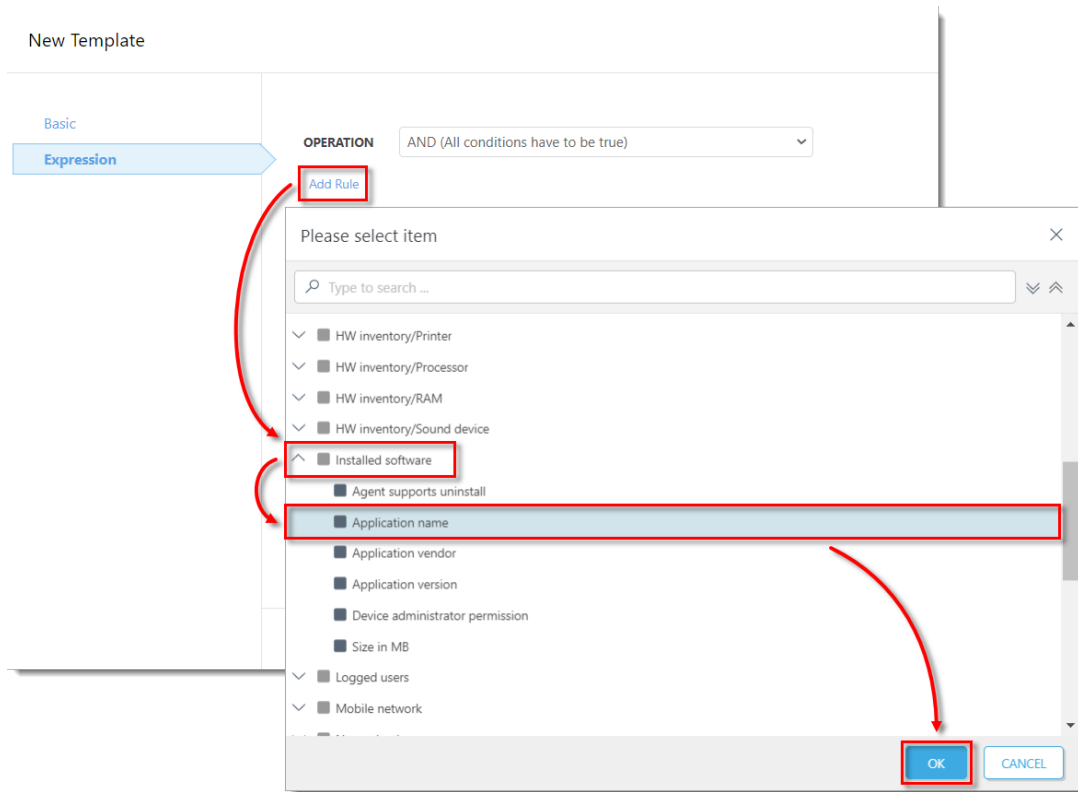 New Template
Basic
Expression
OPERATION AND (All conditions have to be true)
Add Rule
Please select item
Type to search ...
HW inventory/Printer
HW inventory/Processor
HW inventory/RAM
HW inventory/Sound device
Installed software
Agent supports uninstall
Application name
Application vendor
Application version
Device administrator permission
Size in MB
Logged users
Mobile network
OK CANCEL